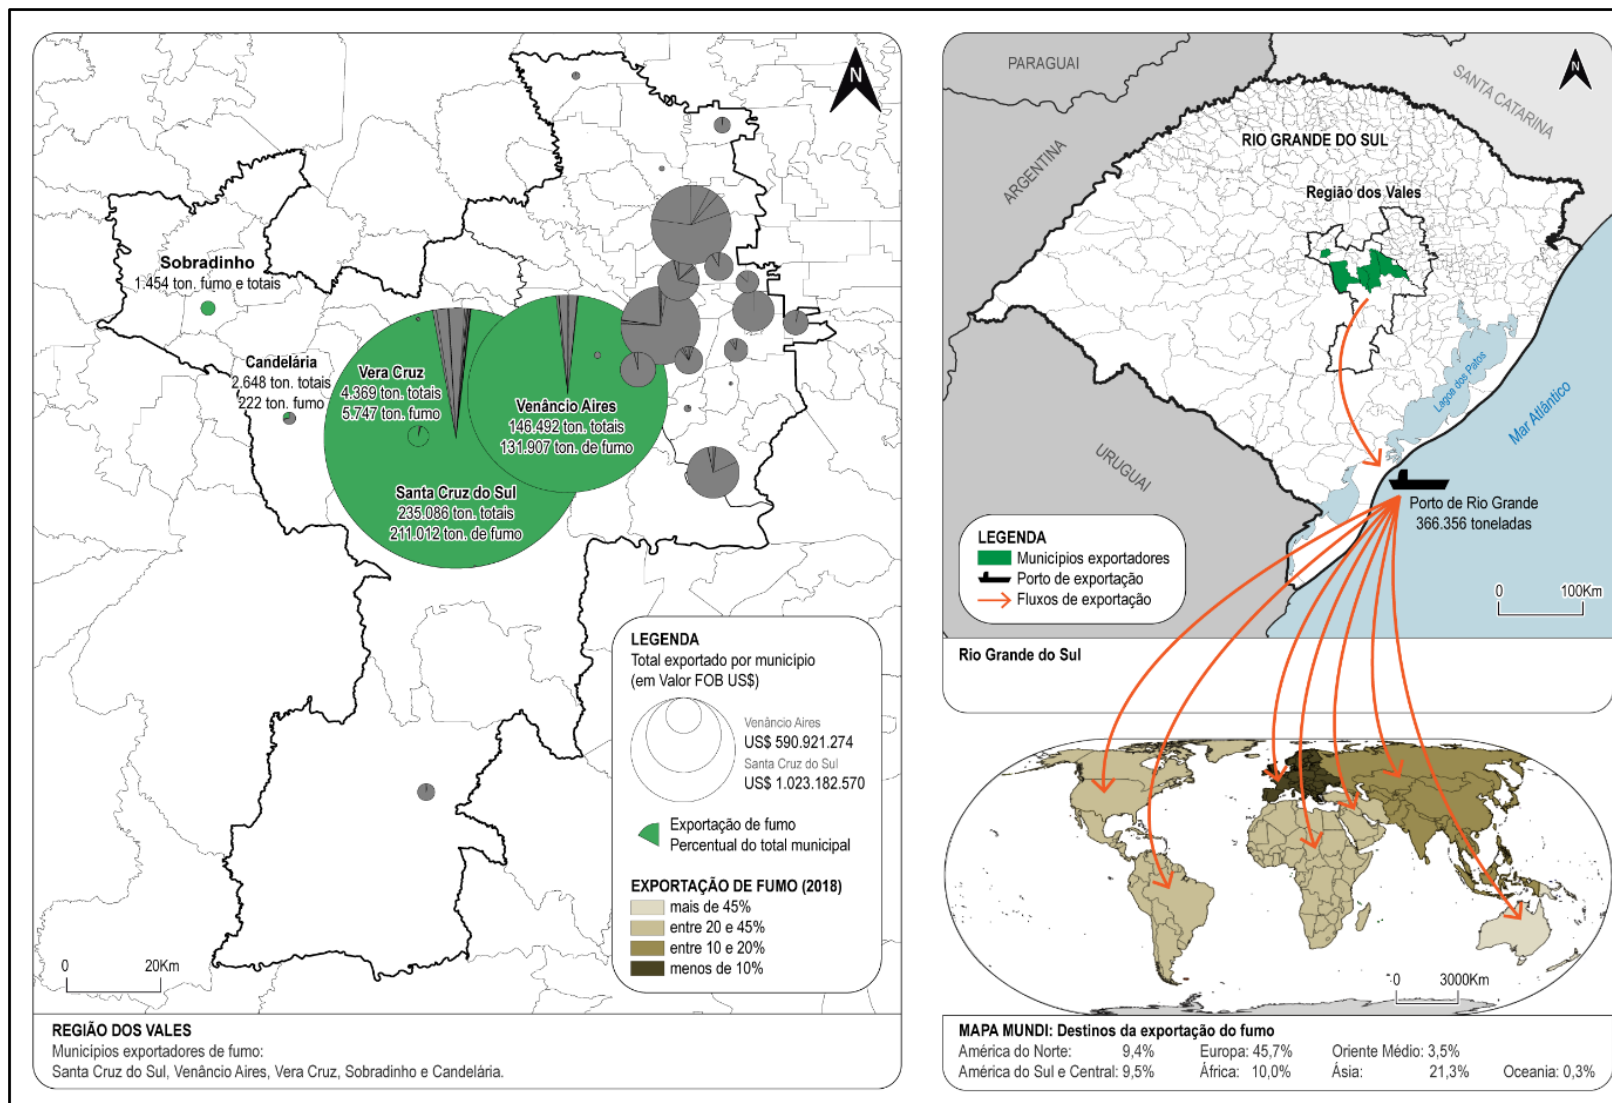 N
Sobradinho
1.454 ton. fumo e totais
Candelária
2.648 ton. totais
222 ton. fumo
Vera Cruz
4.369 ton. totais
5.747 ton. fumo
Venâncio Aires
146.492 ton. totais
131.907 ton. de fumo
Santa Cruz do Sul
235.086 ton. totais
211.012 ton. de fumo
LEGENDA
Total exportado por município
(em Valor FOB US$)
Venâncio Aires
US$ 590.921.274
Santa Cruz do Sul
US$ 1.023.182.570
Exportação de fumo
Percentual do total municipal
EXPORTAÇÃO DE FUMO (2018)
mais de 45%
entre 20 e 45%
entre 10 e 20%
menos de 10%
0 20Km
REGIÃO DOS VALES
Municípios exportadores de fumo:
Santa Cruz do Sul, Venâncio Aires, Vera Cruz, Sobradinho e Candelária.
N
PARAGUAI
SANTA CATARINA
ARGENTINA
RIO GRANDE DO SUL
Região dos Vales
Lagoa dos Patos
Mar Atlântico
URUGUAI
Porto de Rio Grande
366.356 toneladas
LEGENDA
Municípios exportadores
Porto de exportação
Fluxos de exportação
0 100Km
Rio Grande do Sul
0 3000Km
MAPA MUNDI: Destinos da exportação do fumo
América do Norte: 9,4% Europa: 45,7% Oriente Médio: 3,5%
América do Sul e Central: 9,5% África: 10,0% Ásia: 21,3% Oceania: 0,3%